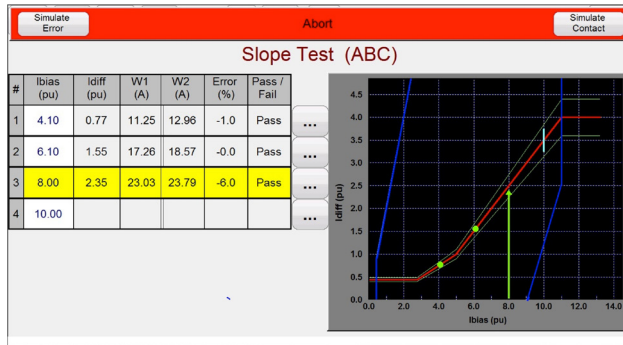 Simulate Error
Abort
Simulate Contact
Slope Test (ABC)
# Ibias (pu) Idiff (pu) W1 (A) W2 (A) Error (%) Pass / Fail
1 4.10 0.77 11.25 12.96 -1.0 Pass ...
2 6.10 1.55 17.26 18.57 -0.0 Pass ...
3 8.00 2.35 23.03 23.79 -6.0 Pass ...
4 10.00 ...
Idiff (pu)
4.5
4.0
3.5
3.0
2.5
2.0
1.5
1.0
0.5
0.0
0.0 2.0 4.0 6.0 8.0 10.0 12.0 14.0
Ibias (pu)